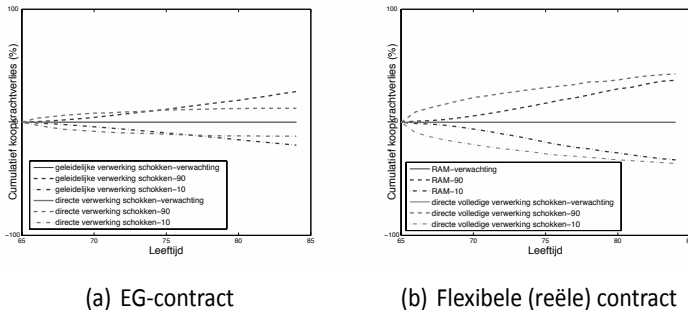 100
00
−100
65
70
75
80
85
Cumulatief koopkrachtverlies (%)
Leeftijd
geleidelijke verwerking schokken−verwachting
geleidelijke verwerking schokken−90
geleidelijke verwerking schokken−10
directe verwerking schokken−verwachting
directe verwerking schokken−90
directe verwerking schokken−10
(a) EG-contract
100
00
−100
65
70
75
80
Cumulatief koopkrachtverlies (%)
Leeftijd
RAM−verwachting
RAM−90
RAM−10
directe volledige verwerking schokken−verwachting
directe volledige verwerking schokken−90
directe volledige verwerking schokken−10
(b) Flexibele (reële) contract